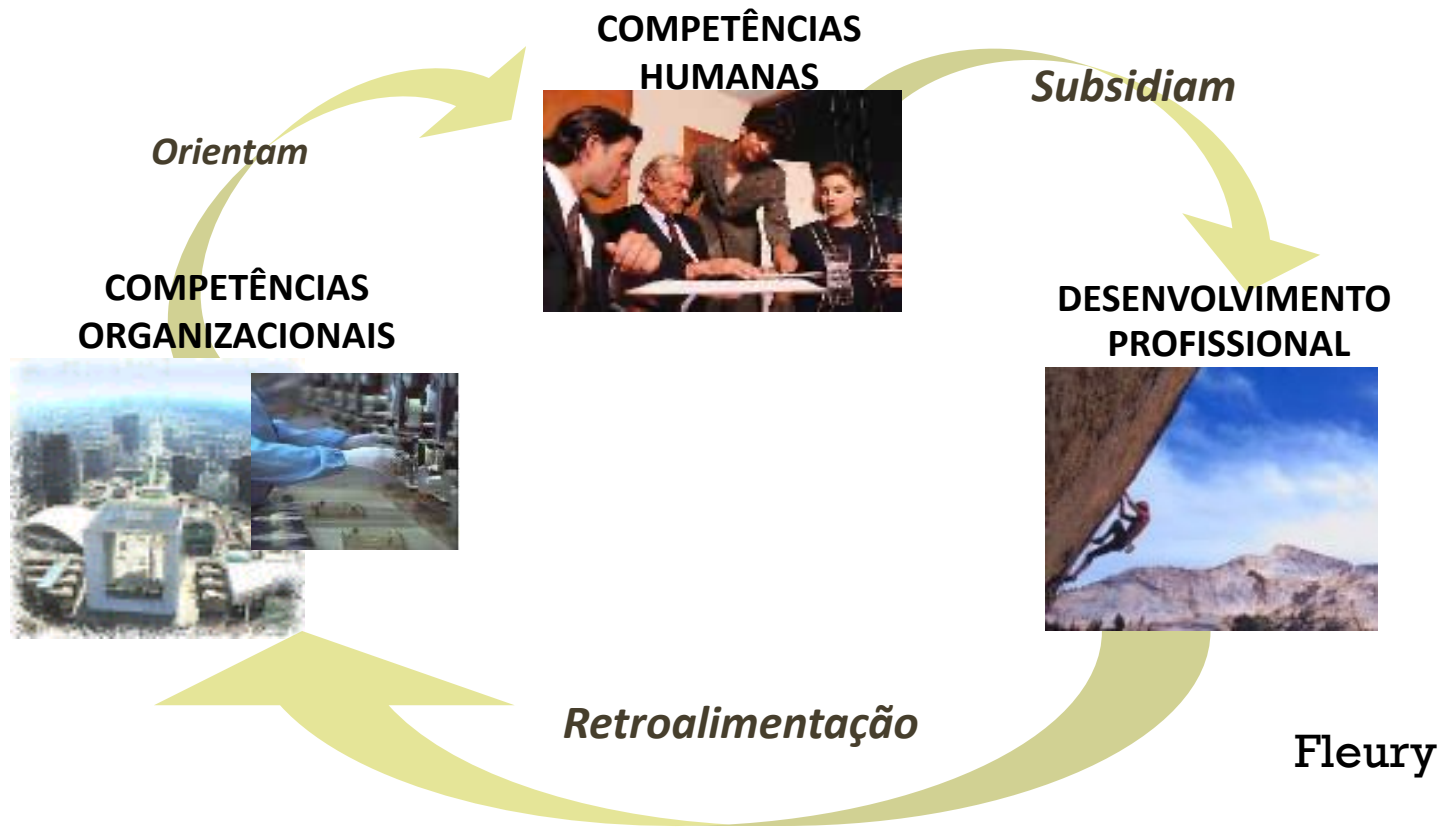 COMPETÊNCIAS
HUMANAS
Subsidiam
Orientam
COMPETÊNCIAS
ORGANIZACIONAIS
DESENVOLVIMENTO
PROFISSIONAL
Retroalimentação
Fleury